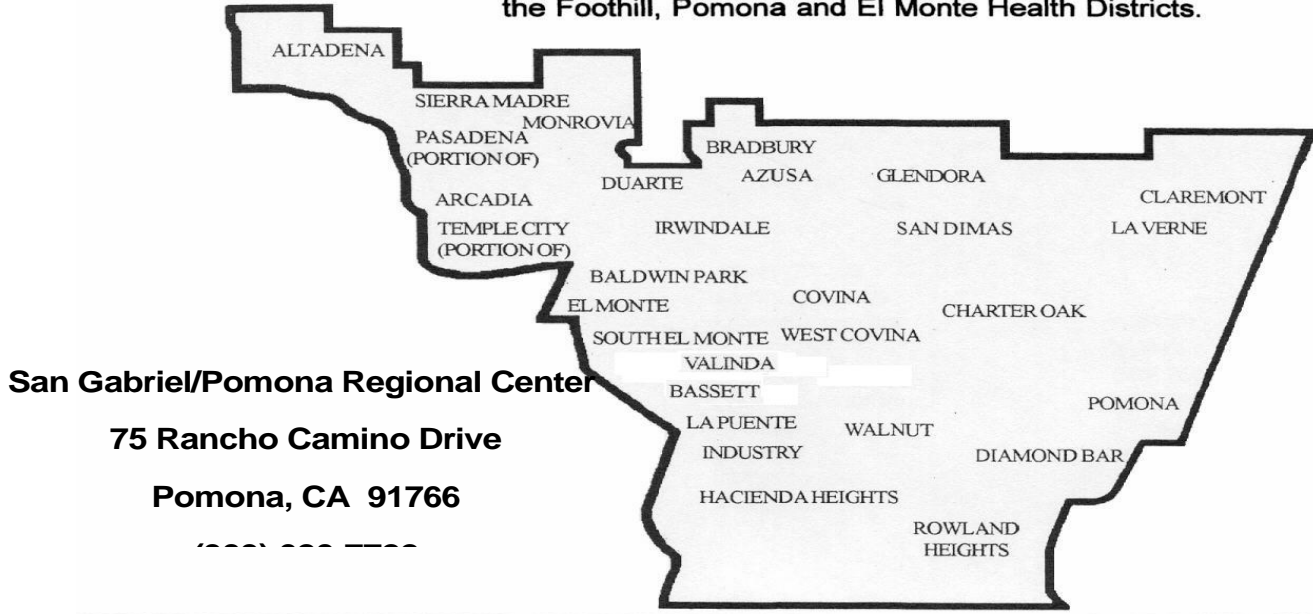 the Foothill, Pomona and El Monte Health Districts.
ALTADENA
SIERRA MADRE
MONROVIA
PASADENA
(PORTION OF)
BRADBURY
DUARTE
AZUSA
GLENDORA
CLAREMONT
ARCADIA
TEMPLE CITY
(PORTION OF)
IRWINDALE
SAN DIMAS
LA VERNE
BALDWIN PARK
EL MONTE
COVINA
CHARTER OAK
SOUTH EL MONTE
WEST COVINA
VALINDA
BASSETT
POMONA
LA PUENTE
WALNUT
INDUSTRY
DIAMOND BAR
HACIENDA HEIGHTS
ROWLAND
HEIGHTS
San Gabriel/Pomona Regional Center
75 Rancho Camino Drive
Pomona, CA 91766